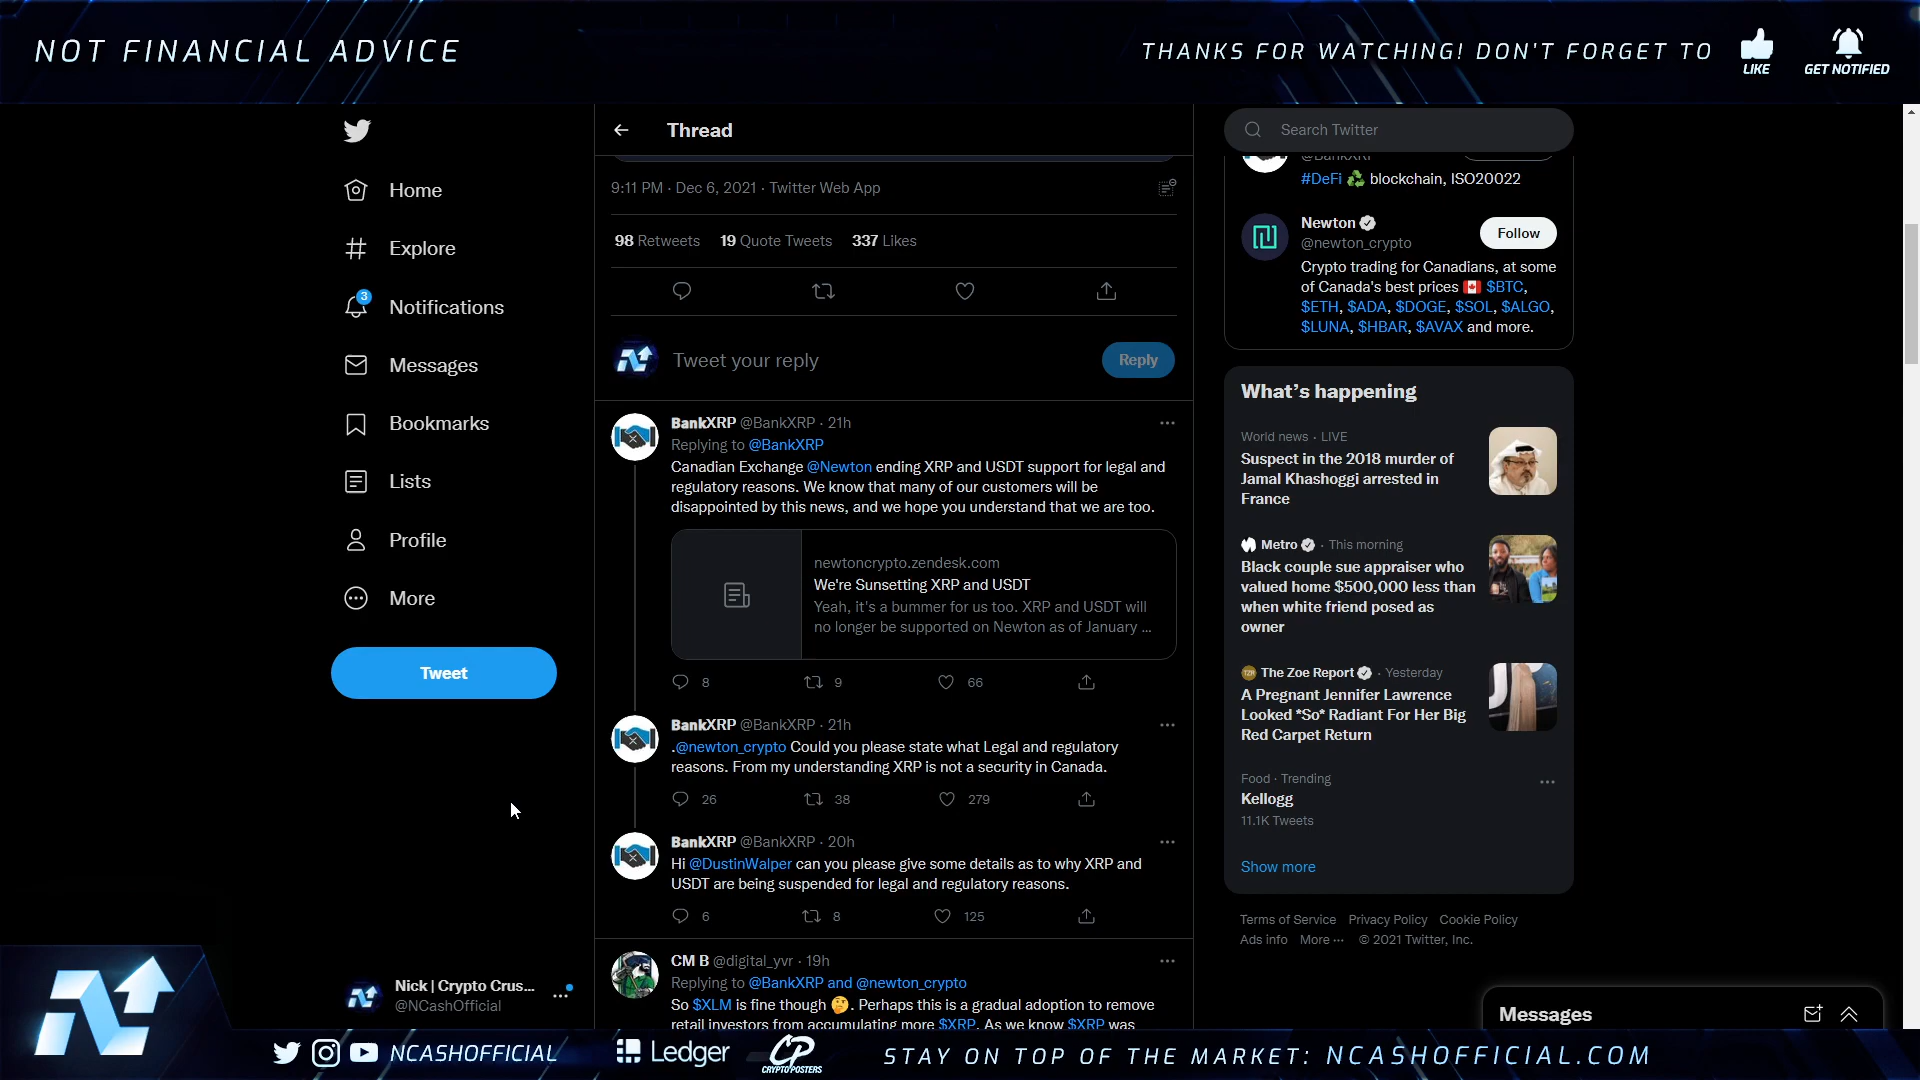 NOT FINANCIAL ADVICE
THANKS FOR WATCHING! DON'T FORGET TO
LIKE
GET NOTIFIED
Home
Explore
3
Notifications
Messages
Bookmarks
Lists
Profile
More
Tweet
Nick | Crypto Crus...
@NCashOfficial
Thread
9:11 PM · Dec 6, 2021 · Twitter Web App
98 Retweets 19 Quote Tweets 337 Likes
Tweet your reply
Reply
BankXRP @BankXRP · 21h
Replying to @BankXRP
Canadian Exchange @Newton ending XRP and USDT support for legal and
regulatory reasons. We know that many of our customers will be
disappointed by this news, and we hope you understand that we are too.
newtoncrypto.zendesk.com
We're Sunsetting XRP and USDT
Yeah, it's a bummer for us too. XRP and USDT will
no longer be supported on Newton as of January ...
8 9 66
BankXRP @BankXRP · 21h
.@newton_crypto Could you please state what Legal and regulatory
reasons. From my understanding XRP is not a security in Canada.
26 38 279
BankXRP @BankXRP · 20h
Hi @DustinWalper can you please give some details as to why XRP and
USDT are being suspended for legal and regulatory reasons.
6 8 125
CM B @digital_yvr · 19h
Replying to @BankXRP and @newton_crypto
So $XLM is fine though 🤔. Perhaps this is a gradual adoption to remove
retail investors from accumulating more $XRP. As we know $XRP was
Search Twitter
@BankXRP
#DeFi ♻ blockchain, ISO20022
Newton
@newton_crypto
Follow
Crypto trading for Canadians, at some
of Canada's best prices 🇨🇦 $BTC,
$ETH, $ADA, $DOGE, $SOL, $ALGO,
$LUNA, $HBAR, $AVAX and more.
What's happening
World news · LIVE
Suspect in the 2018 murder of
Jamal Khashoggi arrested in
France
Metro · This morning
Black couple sue appraiser who
valued home $500,000 less than
when white friend posed as
owner
TZR The Zoe Report · Yesterday
A Pregnant Jennifer Lawrence
Looked *So* Radiant For Her Big
Red Carpet Return
Food · Trending
Kellogg
11.1K Tweets
Show more
Terms of Service Privacy Policy Cookie Policy
Ads info More ··· © 2021 Twitter, Inc.
Messages
NCASHOFFICIAL
Ledger
CP
CRYPTOPOSTERS
STAY ON TOP OF THE MARKET: NCASHOFFICIAL.COM